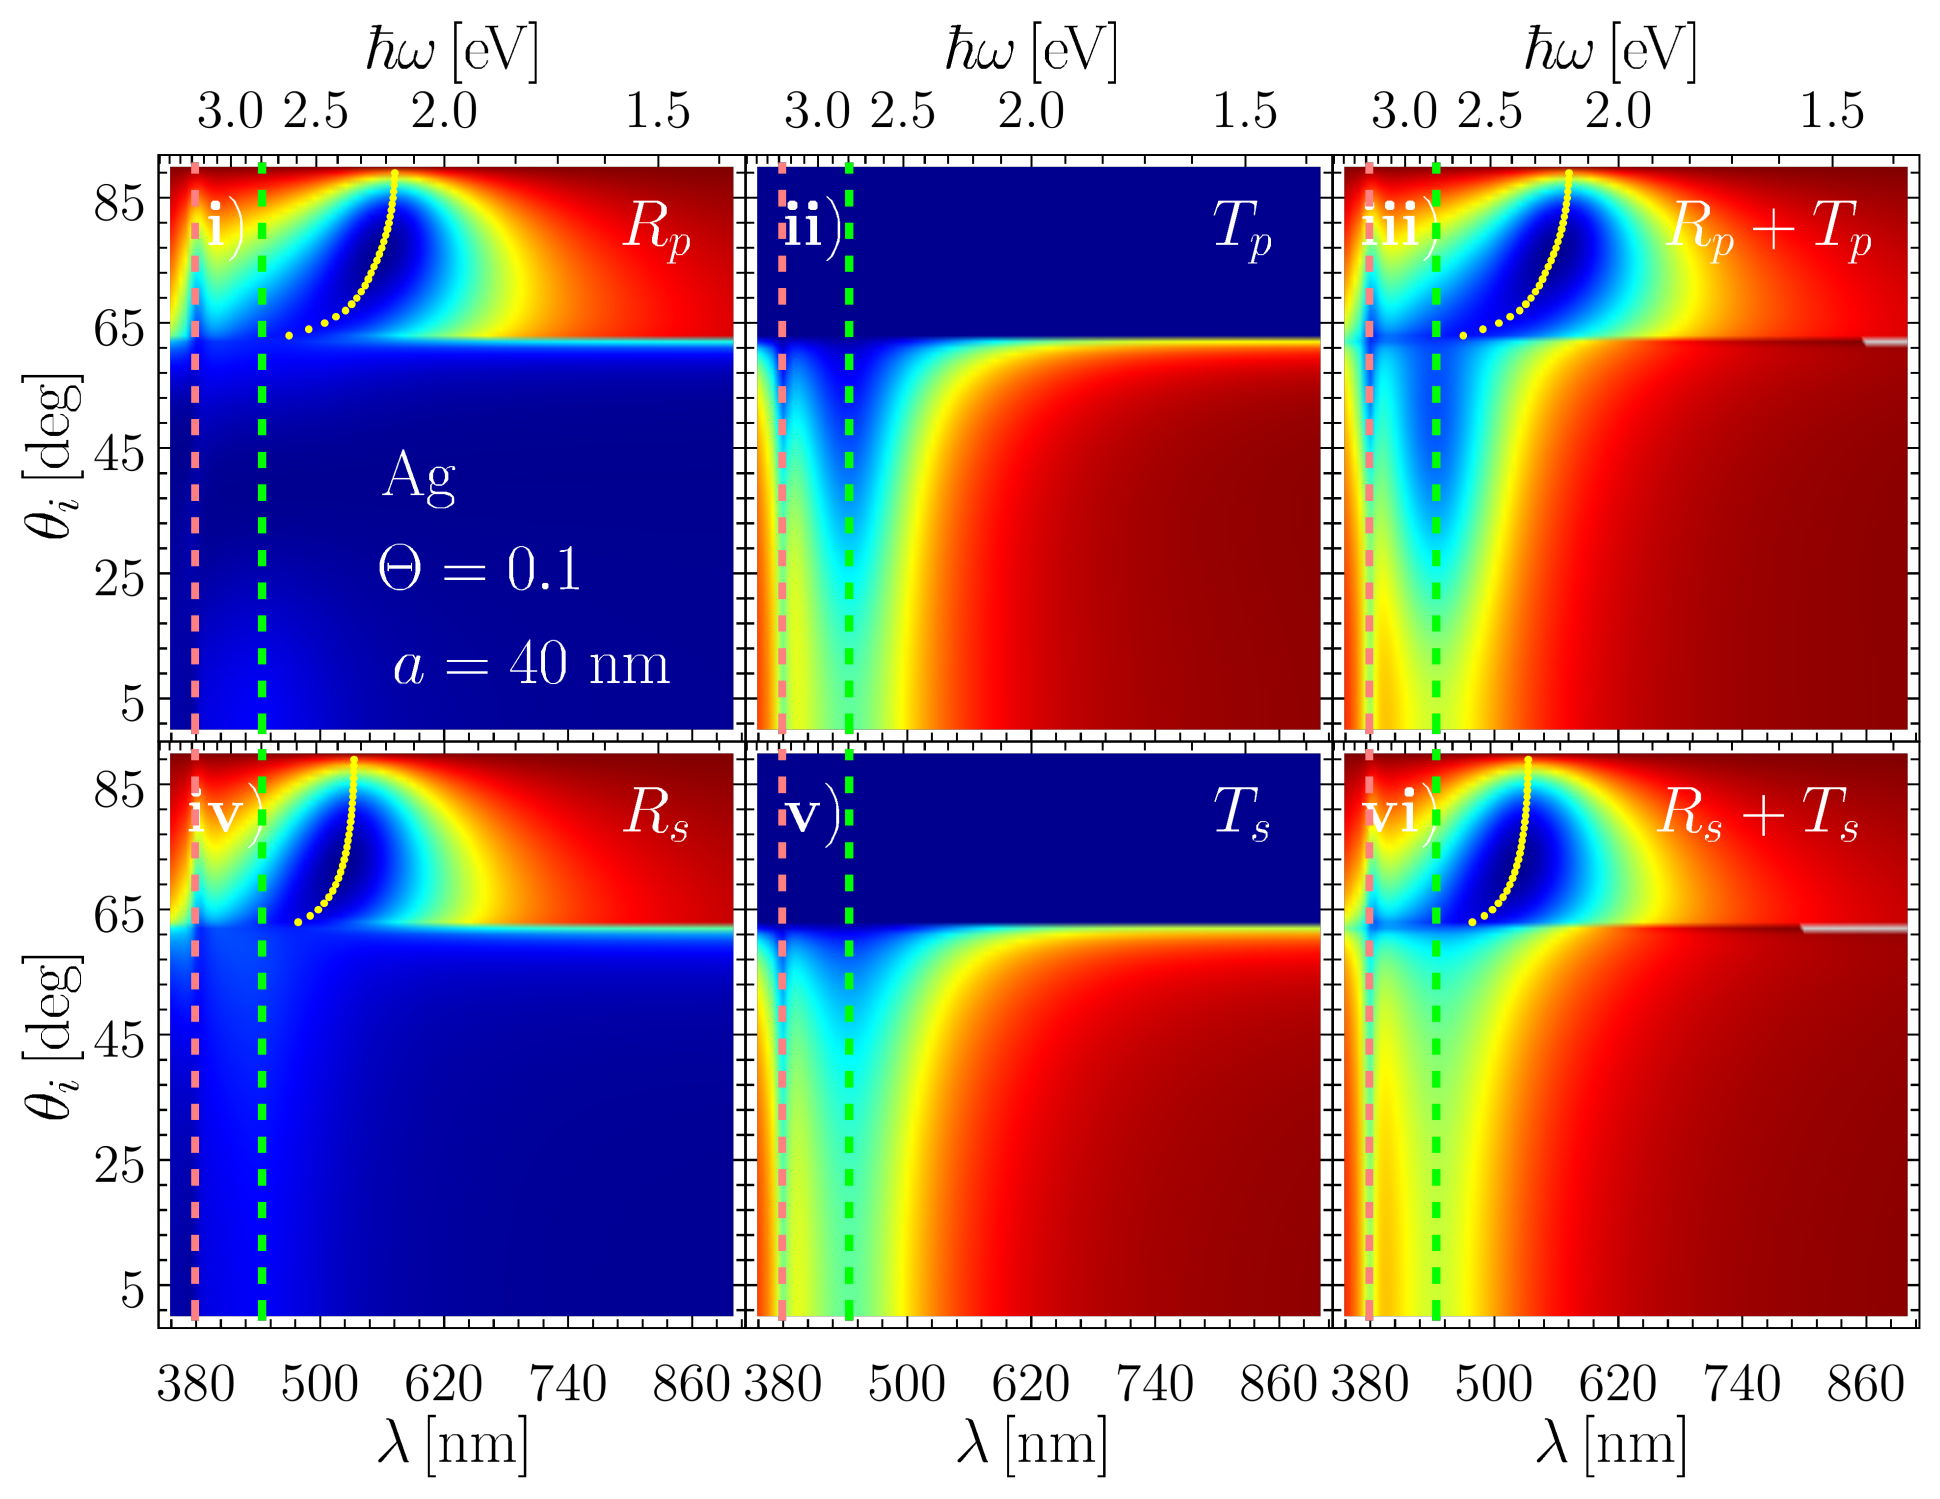 ħω [eV] ħω [eV] ħω [eV]
3.0 2.5 2.0 1.5 3.0 2.5 2.0 1.5 3.0 2.5 2.0 1.5
85 i) R_p ii) T_p iii) R_p + T_p
65
45
Ag
25
Θ = 0.1
a = 40 nm
5
θ_i [deg]
85 iv) R_s v) T_s vi) R_s + T_s
65
45
25
5
θ_i [deg]
380 500 620 740 860 380 500 620 740 860 380 500 620 740 860
λ [nm] λ [nm] λ [nm]